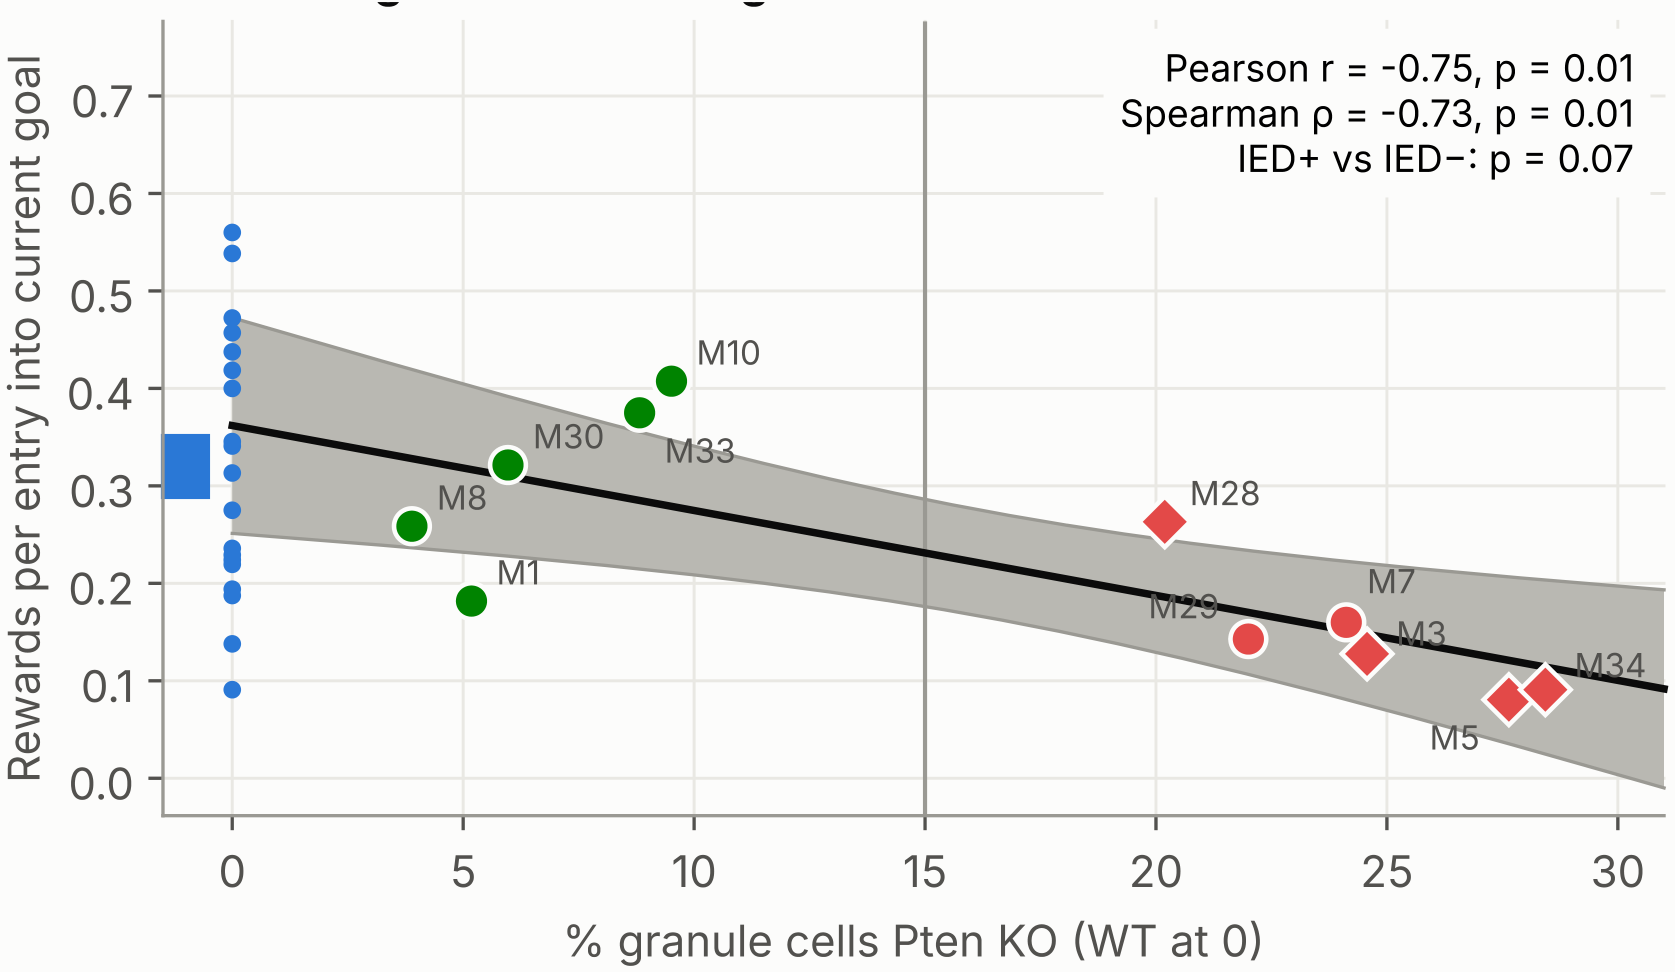 Pearson r = -0.75, p = 0.01
Spearman ρ = -0.73, p = 0.01
IED+ vs IED−: p = 0.07
Rewards per entry into current goal
0.7
0.6
0.5
0.4
0.3
0.2
0.1
0.0
M10
M30
M33
M8
M28
M1
M7
M29
M3
M34
M5
0
5
10
15
20
25
30
% granule cells Pten KO (WT at 0)